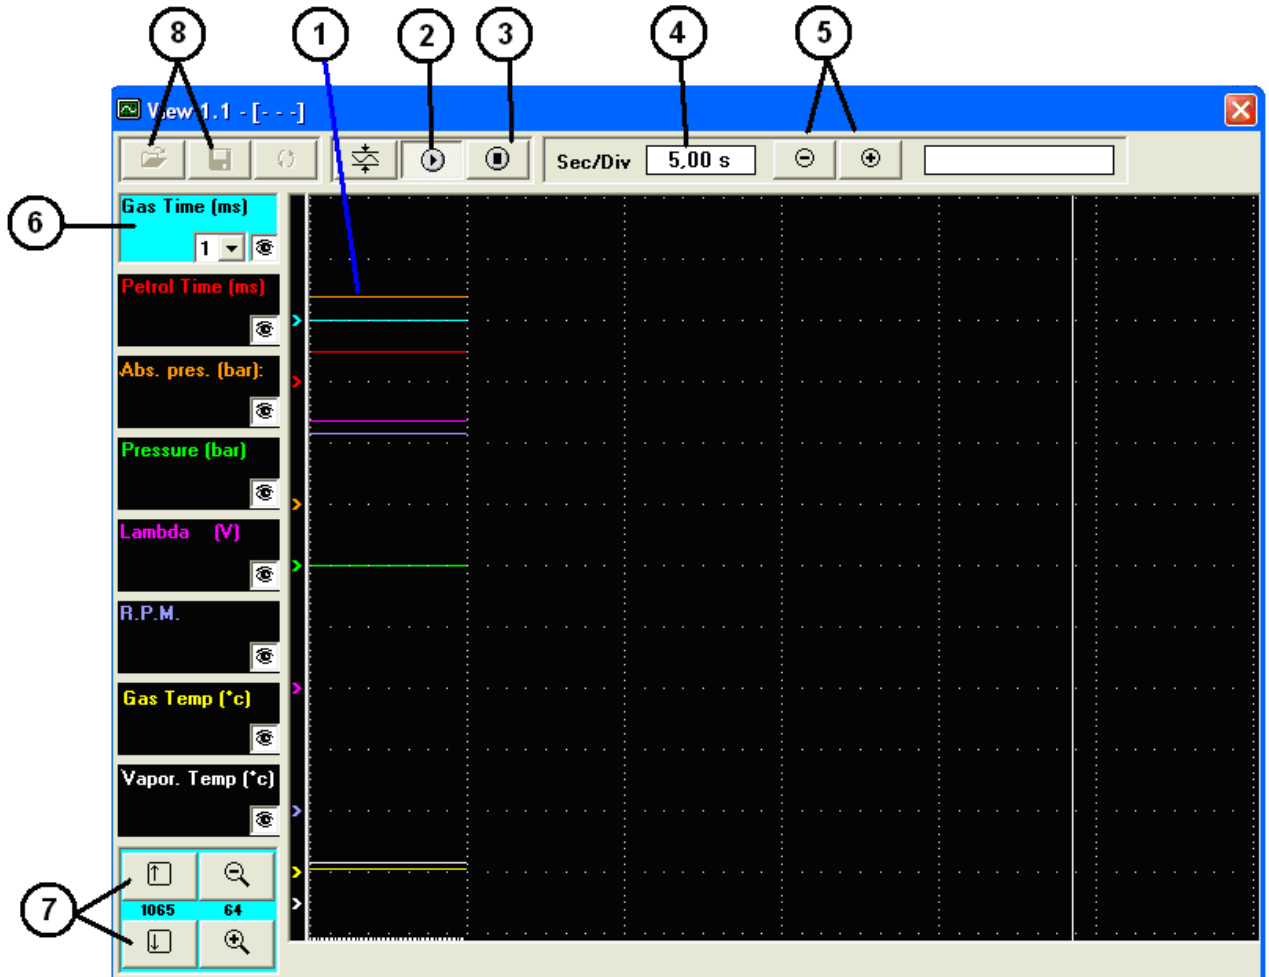 8 1 2 3 4 5
View 1.1 - [- - -]
Sec/Div 5,00 s
6
Gas Time (ms)
1
Petrol Time (ms)
Abs. pres. (bar):
Pressure (bar)
Lambda (V)
R.P.M.
Gas Temp (°c)
Vapor. Temp (°c)
7
1065 64